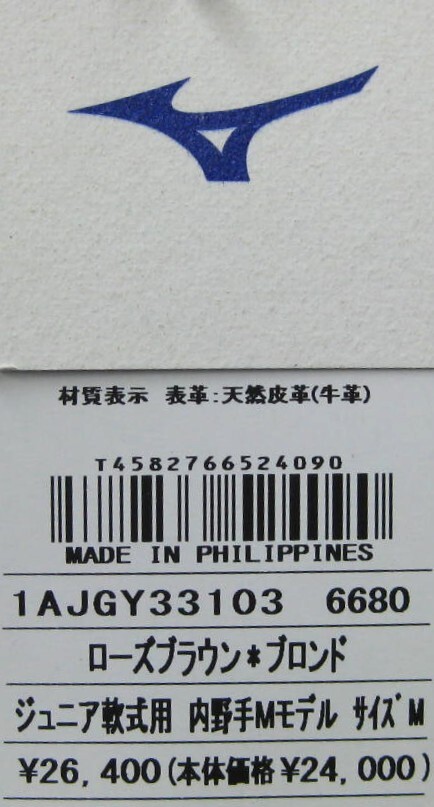 材質表示 表革:天然皮革(牛革)
T4582766524090
MADE IN PHILIPPINES
1AJGY33103 6680
ローズブラウン*ブロンド
ジュニア軟式用 内野手Mモデル サイズ M
¥26,400(本体価格¥24,000)